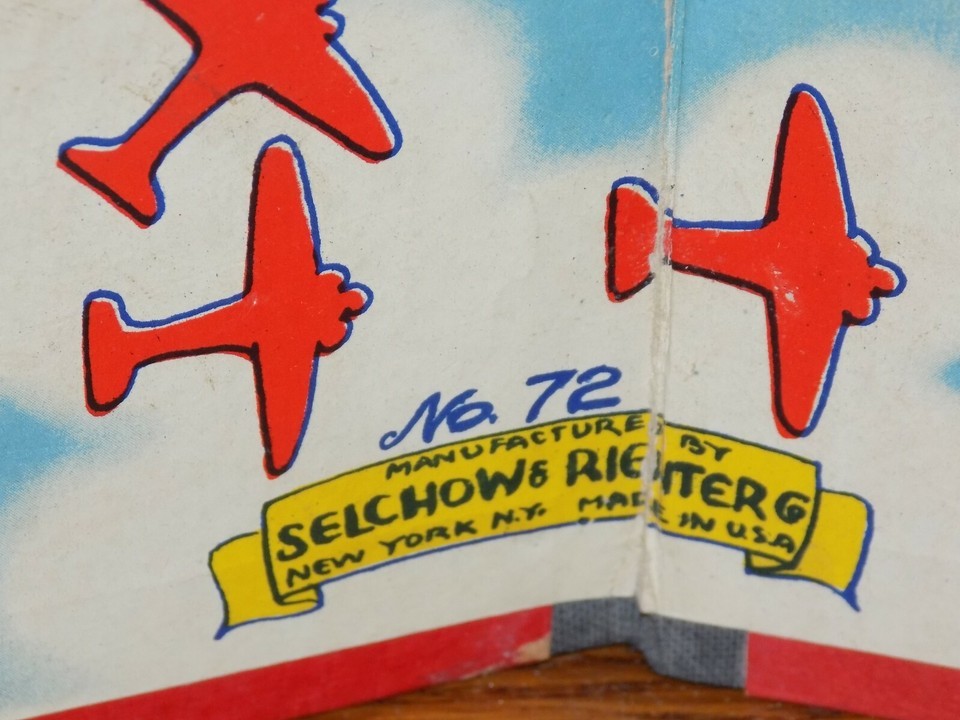 No. 72
MANUFACTURED BY
SELCHOW & RIGHTER CO
NEW YORK N.Y. MADE IN U.S.A